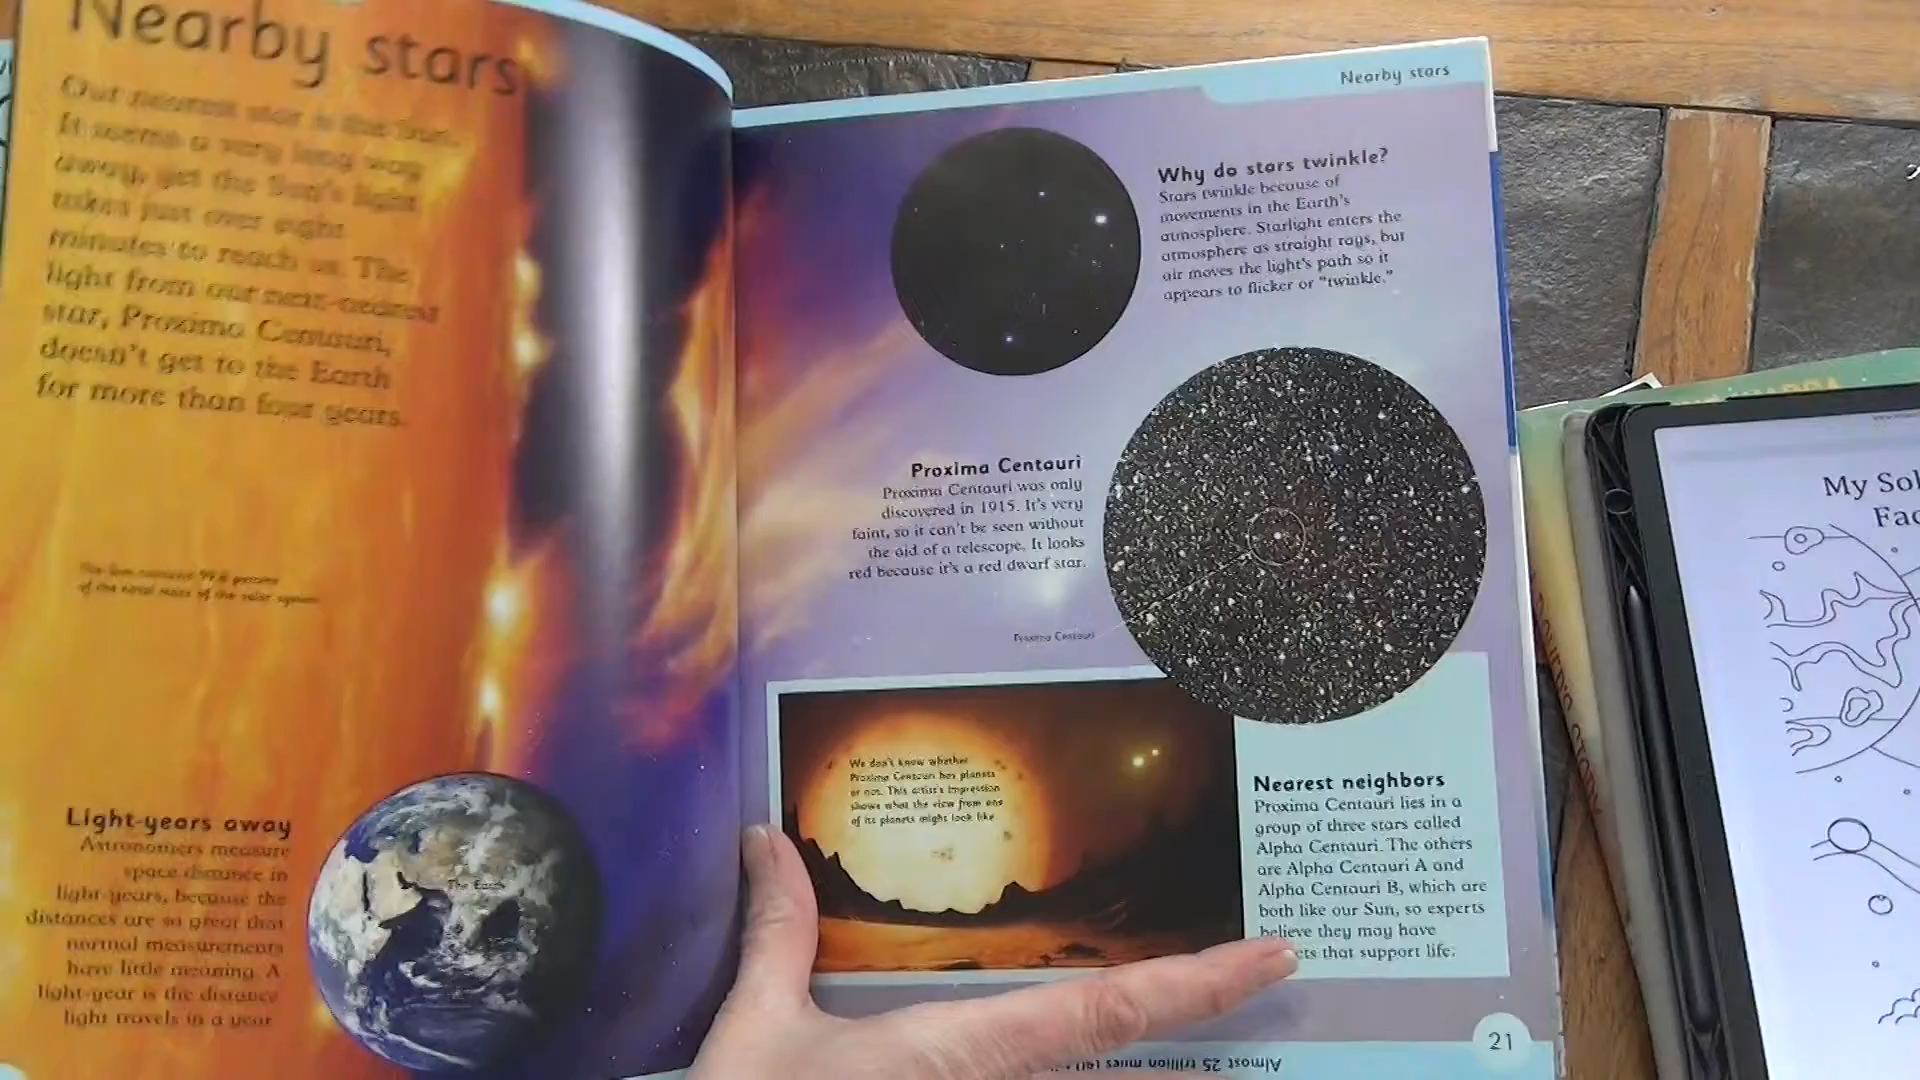 Nearby stars
Our nearest star is the Sun.
It seems a very long way
away, yet the Sun's light
takes just over eight
minutes to reach us. The
light from our next-nearest
star, Proxima Centauri,
doesn't get to the Earth
for more than four years.
of the total mass of the solar system
Light-years away
Astronomers measure
space distance in
light-years, because the
distances are so great that
normal measurements
have little meaning. A
light-year is the distance
light travels in a year
The Earth
Nearby stars
Why do stars twinkle?
Stars twinkle because of
movements in the Earth's
atmosphere. Starlight enters the
atmosphere as straight rays, but
air moves the light's path so it
appears to flicker or "twinkle."
Proxima Centauri
Proxima Centauri was only
discovered in 1915. It's very
faint, so it can't be seen without
the aid of a telescope. It looks
red because it's a red dwarf star.
Proxima Centauri
We don't know whether
Proxima Centauri has planets
or not. This artist's impression
shows what the view from one
of its planets might look like
Nearest neighbors
Proxima Centauri lies in a
group of three stars called
Alpha Centauri. The others
are Alpha Centauri A and
Alpha Centauri B, which are
both like our Sun, so experts
believe they may have
ets that support life.
21
Almost 25 trillion miles
My Sol
Fac
WORLD'S STORY